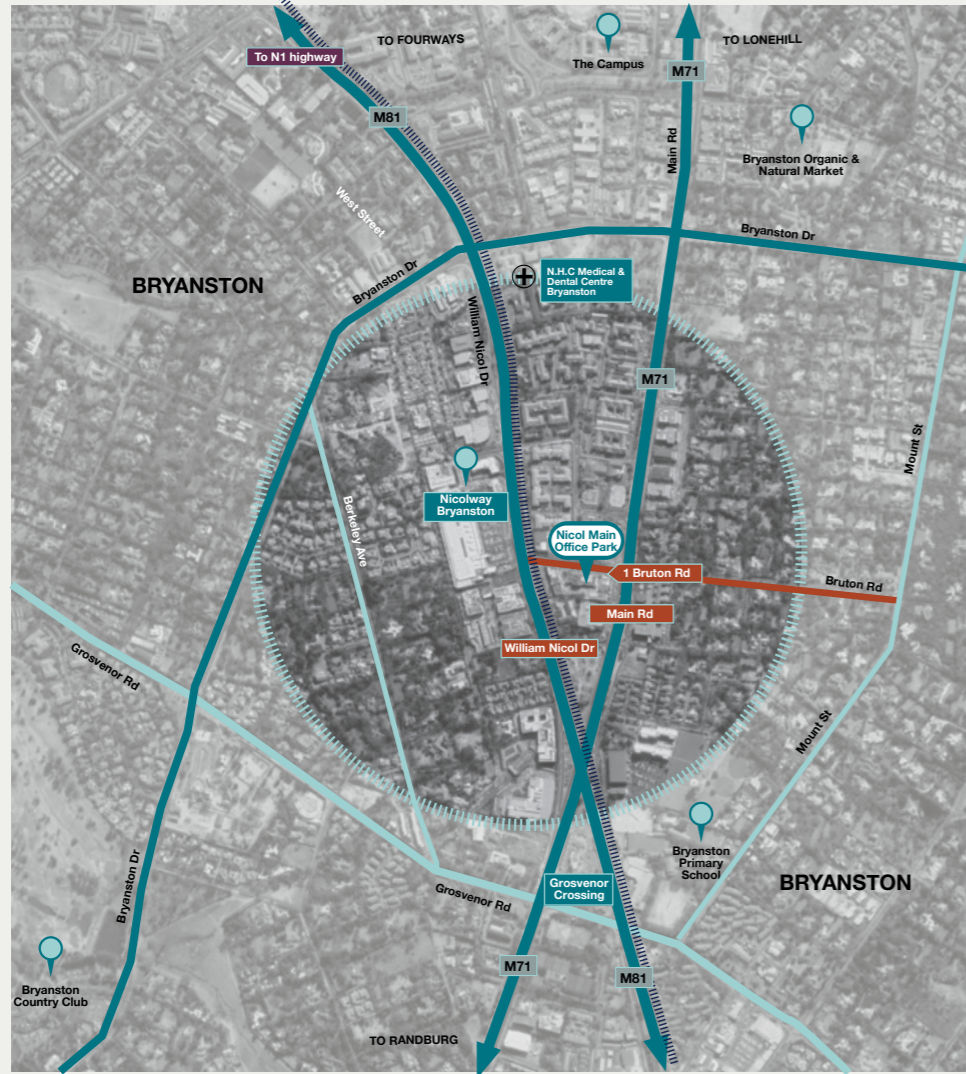 TO FOURWAYS
To N1 highway
The Campus
TO LONEHILL
M71
M81
Main Rd
Bryanston Organic &
Natural Market
West Street
Bryanston Dr
BRYANSTON
Bryanston Dr
N.H.C Medical &
Dental Centre
Bryanston
William Nicol Dr
M71
Mount St
Nicolway
Bryanston
Berkeley Ave
Nicol Main
Office Park
1 Bruton Rd
Bruton Rd
Main Rd
William Nicol Dr
Grosvenor Rd
Mount St
Bryanston
Primary
School
BRYANSTON
Grosvenor
Crossing
Grosvenor Rd
Bryanston Dr
M71
M81
Bryanston
Country Club
TO RANDBURG